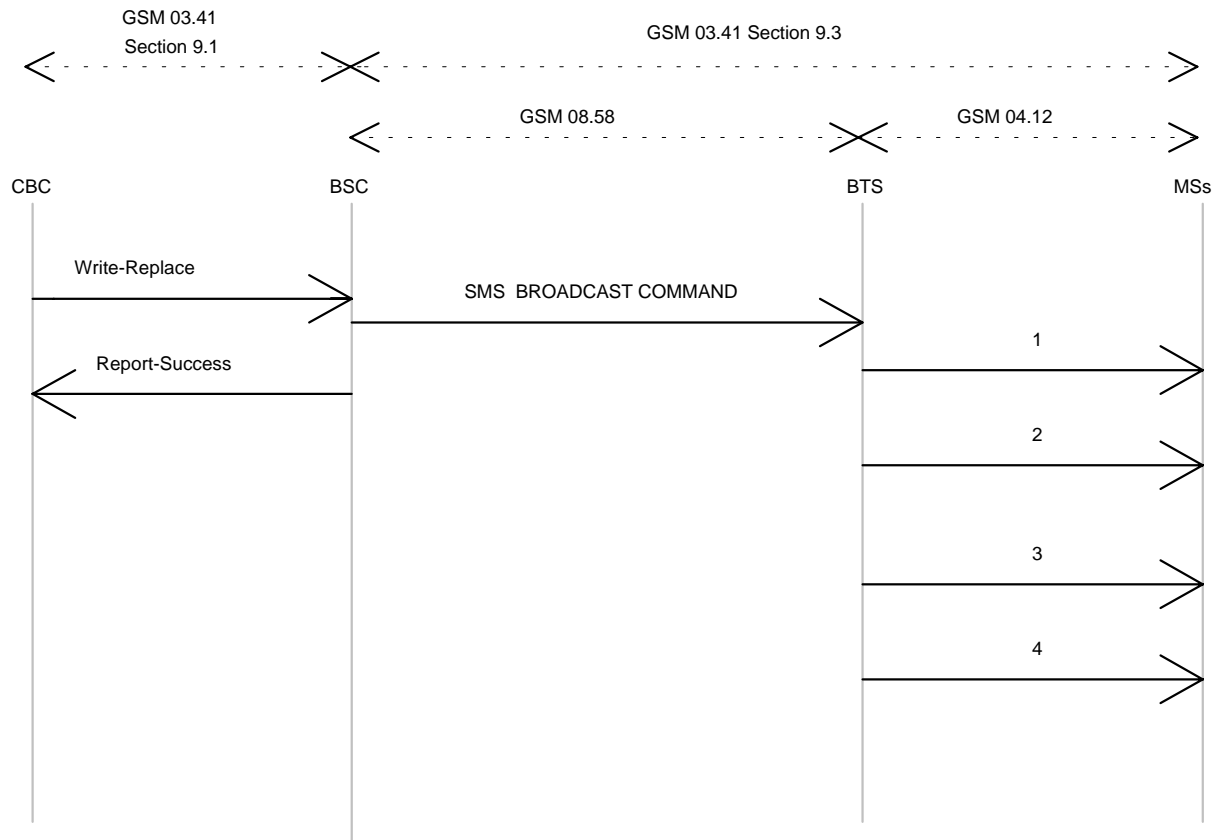 GSM 03.41
Section 9.1
GSM 03.41 Section 9.3
GSM 08.58
GSM 04.12
CBC
BSC
BTS
MSs
Write-Replace
SMS BROADCAST COMMAND
1
Report-Success
2
3
4